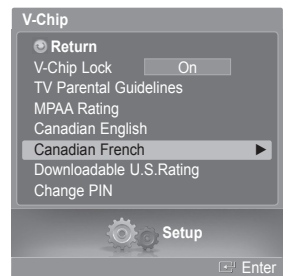 V-Chip
Return
V-Chip Lock On
TV Parental Guidelines
MPAA Rating
Canadian English
Canadian French
Downloadable U.S.Rating
Change PIN
Setup
Enter